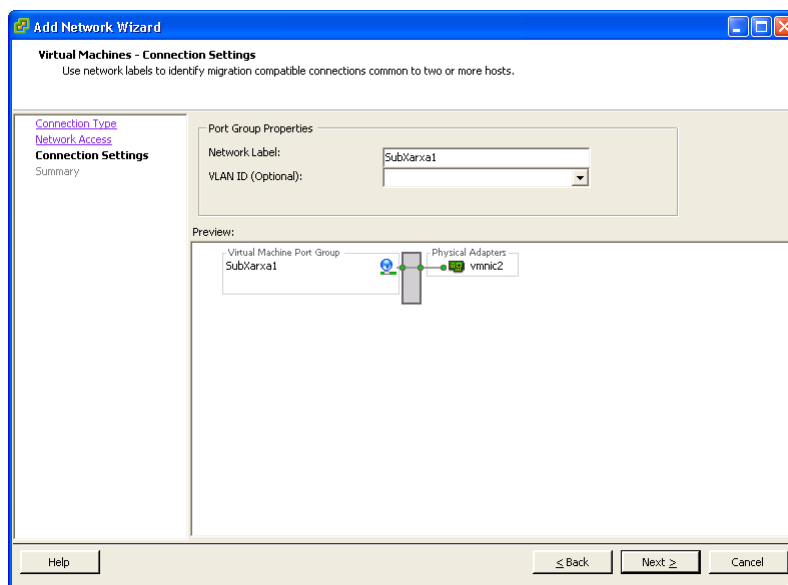 Add Network Wizard
Virtual Machines - Connection Settings
Use network labels to identify migration compatible connections common to two or more hosts.
Connection Type
Network Access
Connection Settings
Summary
Port Group Properties
Network Label:
SubXarxa1
VLAN ID (Optional):
Preview:
Virtual Machine Port Group
SubXarxa1
Physical Adapters
vmnic2
Help
< Back
Next >
Cancel